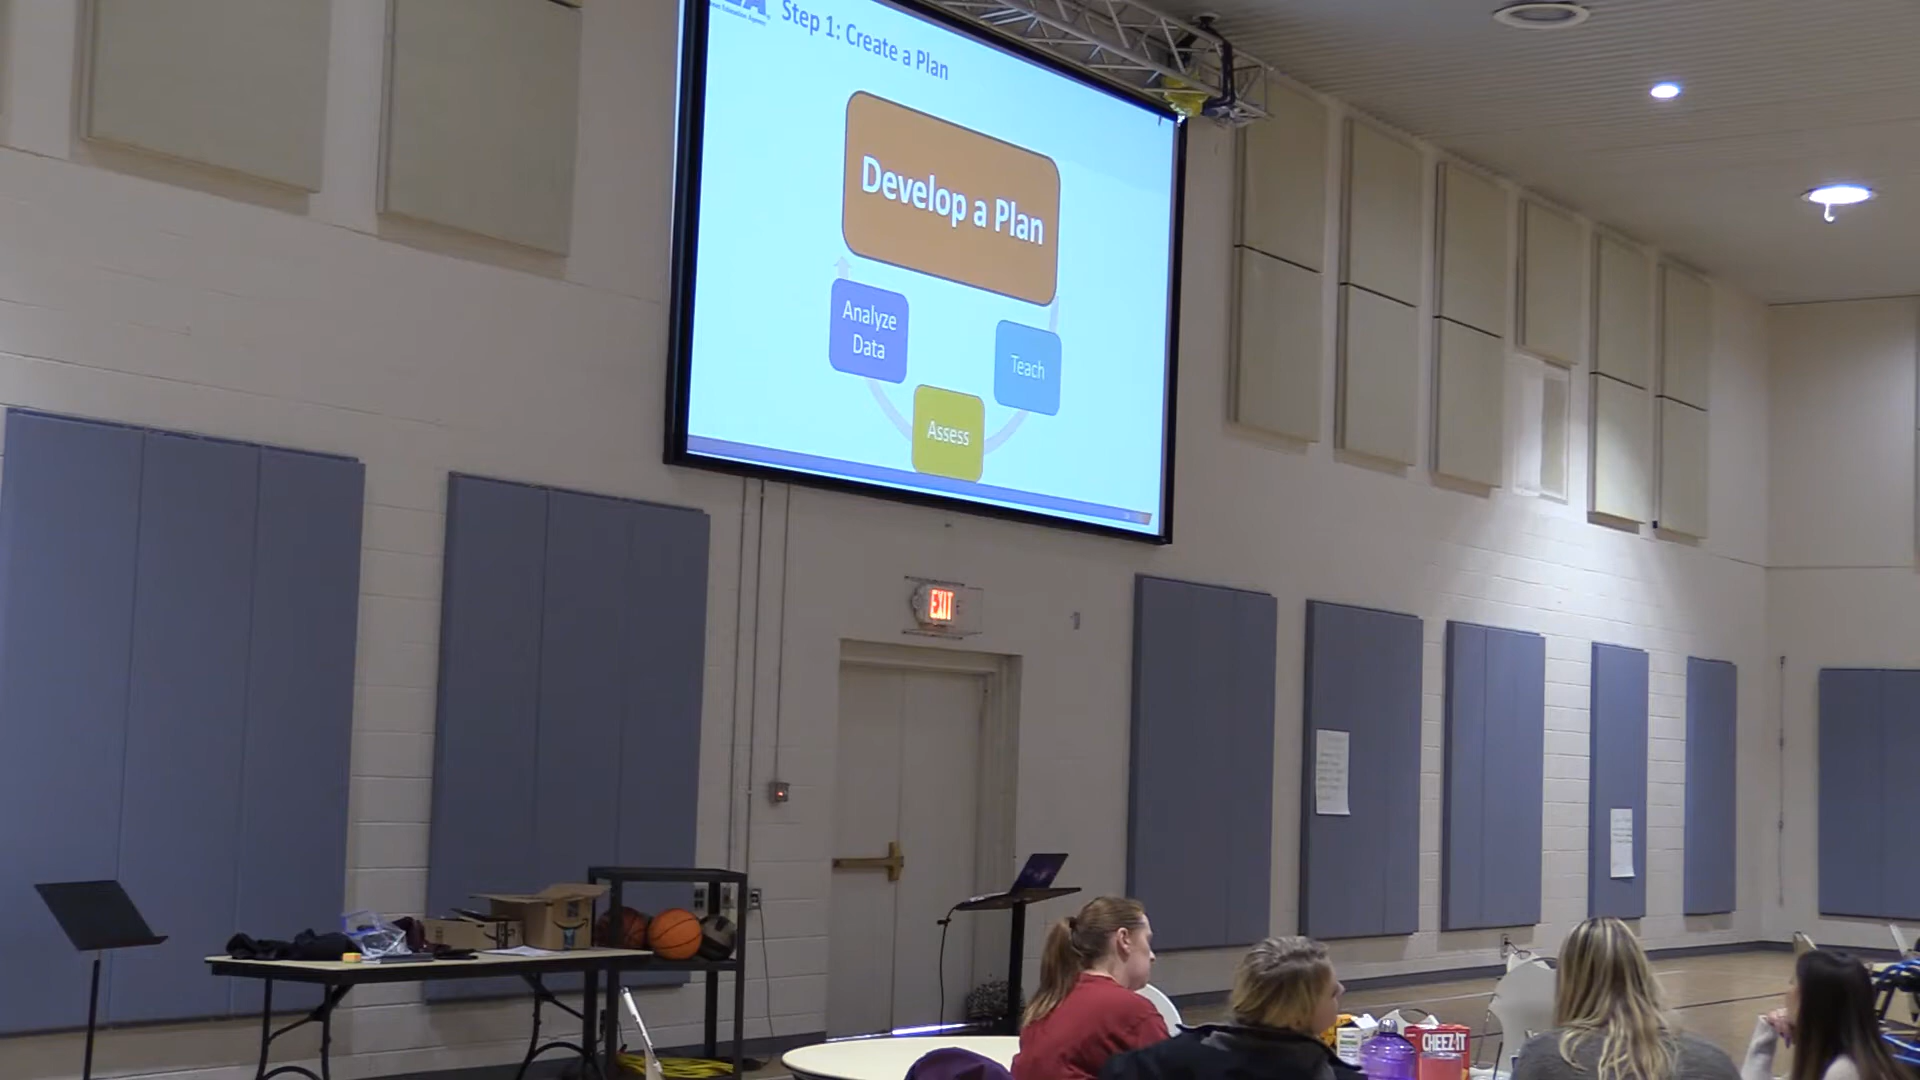 Step 1: Create a Plan
Develop a Plan
Analyze
Data
Teach
Assess
EXIT
CHEEZ-IT